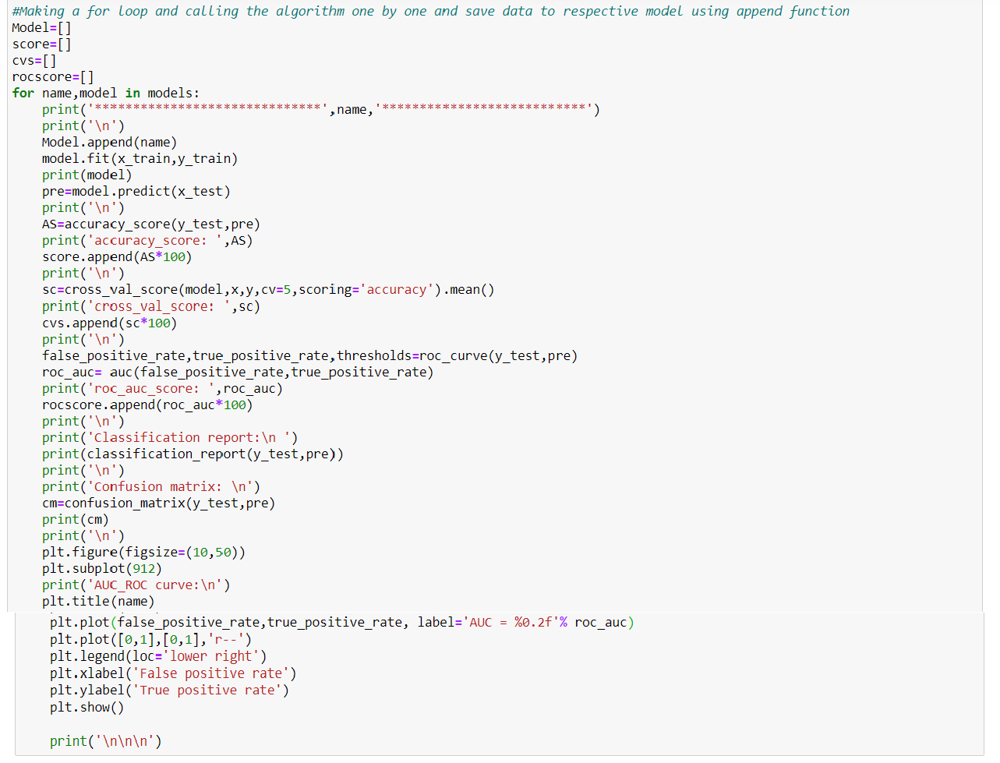 #Making a for loop and calling the algorithm one by one and save data to respective model using append function
Model=[]
score=[]
cvs=[]
rocscore=[]
for name,model in models:
    print('******************************',name,'***************************')
    print('\n')
    Model.append(name)
    model.fit(x_train,y_train)
    print(model)
    pre=model.predict(x_test)
    print('\n')
    AS=accuracy_score(y_test,pre)
    print('accuracy_score: ',AS)
    score.append(AS*100)
    print('\n')
    sc=cross_val_score(model,x,y,cv=5,scoring='accuracy').mean()
    print('cross_val_score: ',sc)
    cvs.append(sc*100)
    print('\n')
    false_positive_rate,true_positive_rate,thresholds=roc_curve(y_test,pre)
    roc_auc= auc(false_positive_rate,true_positive_rate)
    print('roc_auc_score: ',roc_auc)
    rocscore.append(roc_auc*100)
    print('\n')
    print('Classification report:\n ')
    print(classification_report(y_test,pre))
    print('\n')
    print('Confusion matrix: \n')
    cm=confusion_matrix(y_test,pre)
    print(cm)
    print('\n')
    plt.figure(figsize=(10,50))
    plt.subplot(912)
    print('AUC_ROC curve:\n')
    plt.title(name)
    plt.plot(false_positive_rate,true_positive_rate, label='AUC = %0.2f'% roc_auc)
    plt.plot([0,1],[0,1],'r--')
    plt.legend(loc='lower right')
    plt.xlabel('False positive rate')
    plt.ylabel('True positive rate')
    plt.show()
    print('\n\n\n')